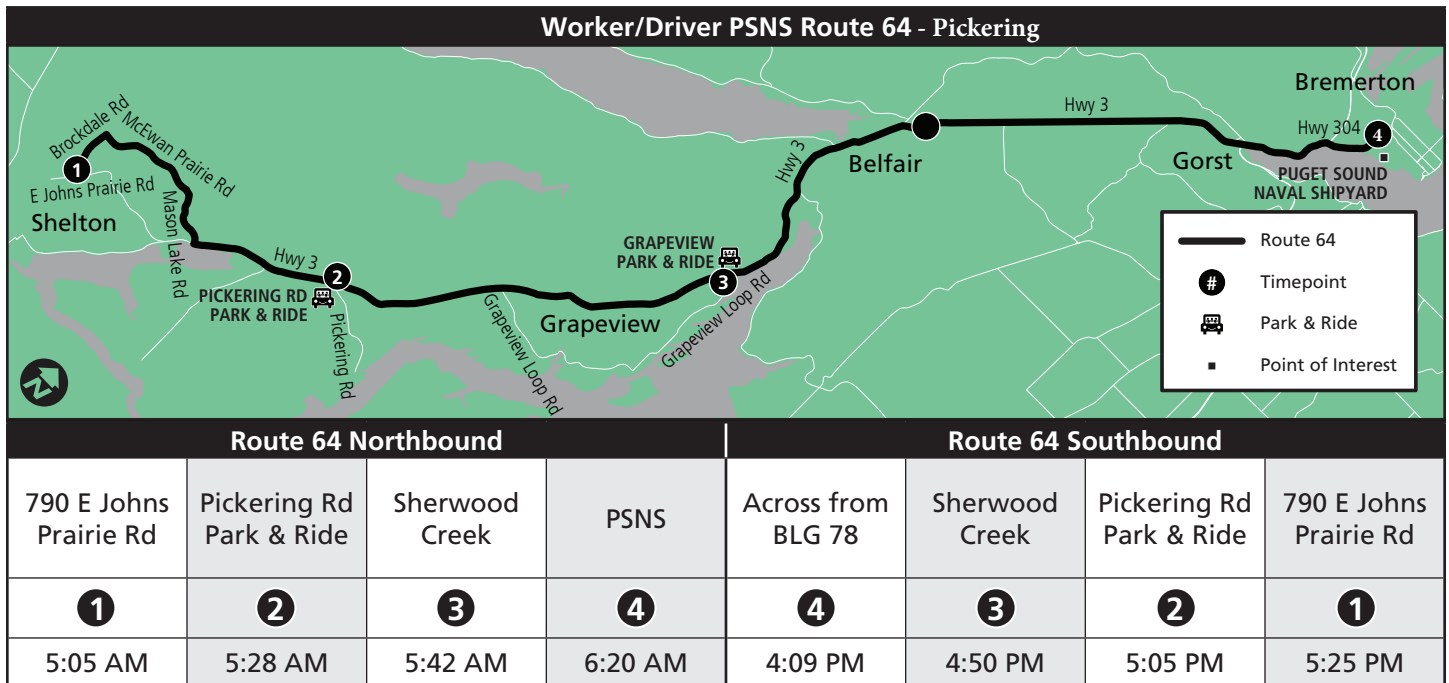 Worker/Driver PSNS Route 64 - Pickering
Bremerton
Brockdale Rd
McEwan Prairie Rd
Hwy 3
Hwy 304
4
1
Belfair
Gorst
PUGET SOUND
NAVAL SHIPYARD
E Johns Prairie Rd
Hwy 3
Shelton
Mason Lake Rd
Hwy 3
2
GRAPEVIEW
PARK & RIDE
3
PICKERING RD
PARK & RIDE
Pickering Rd
Grapeview Loop Rd
Grapeview
Grapeview Loop Rd
N
Route 64
# Timepoint
Park & Ride
Point of Interest
Route 64 Northbound
Route 64 Southbound
790 E Johns
Prairie Rd
Pickering Rd
Park & Ride
Sherwood
Creek
PSNS
Across from
BLG 78
Sherwood
Creek
Pickering Rd
Park & Ride
790 E Johns
Prairie Rd
1 2 3 4 4 3 2 1
5:05 AM 5:28 AM 5:42 AM 6:20 AM 4:09 PM 4:50 PM 5:05 PM 5:25 PM